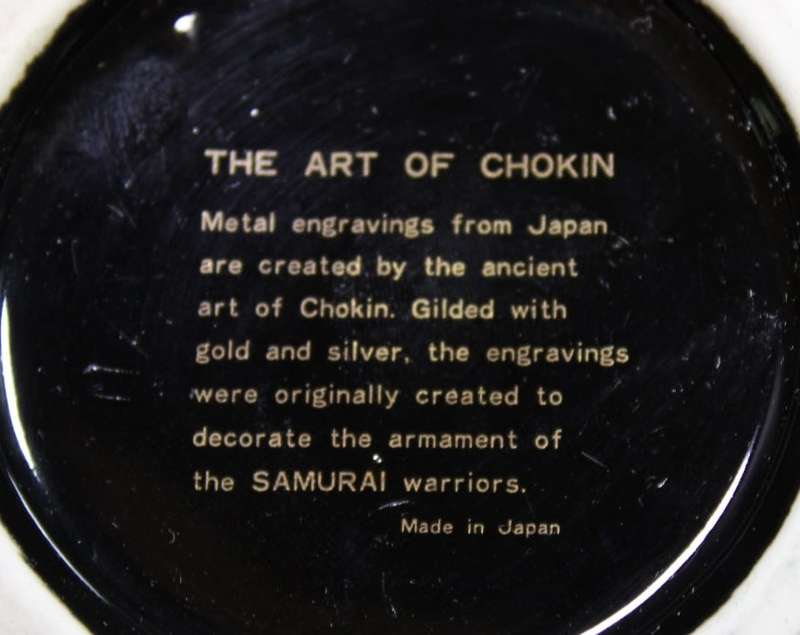 THE ART OF CHOKIN
Metal engravings from Japan
are created by the ancient
art of Chokin. Gilded with
gold and silver, the engravings
were originally created to
decorate the armament of
the SAMURAI warriors.
Made in Japan